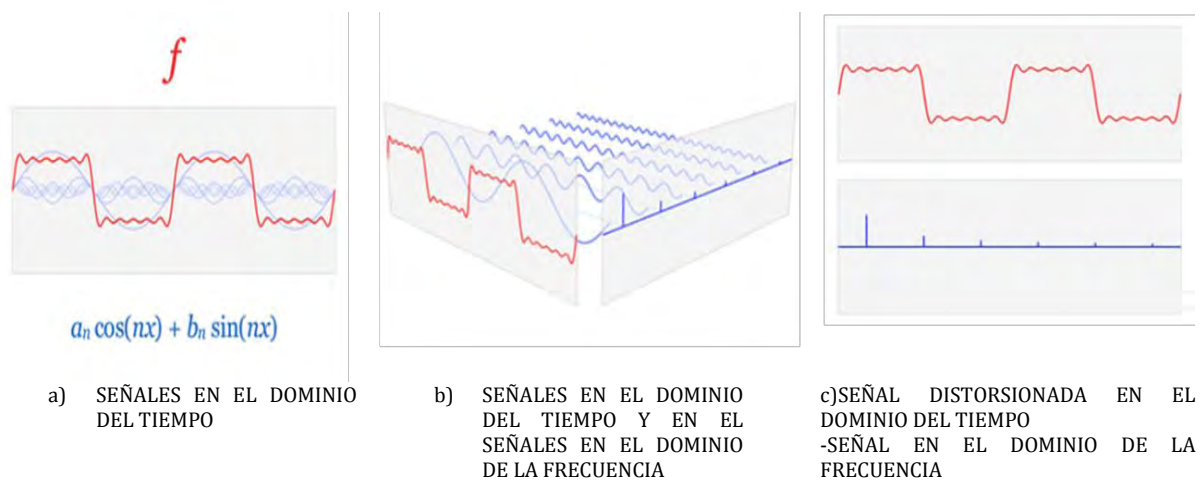 f
aₙ cos(nx) + bₙ sin(nx)
a) SEÑALES EN EL DOMINIO
DEL TIEMPO
b) SEÑALES EN EL DOMINIO
DEL TIEMPO Y EN EL
SEÑALES EN EL DOMINIO
DE LA FRECUENCIA
c)SEÑAL DISTORSIONADA EN EL
DOMINIO DEL TIEMPO
-SEÑAL EN EL DOMINIO DE LA
FRECUENCIA